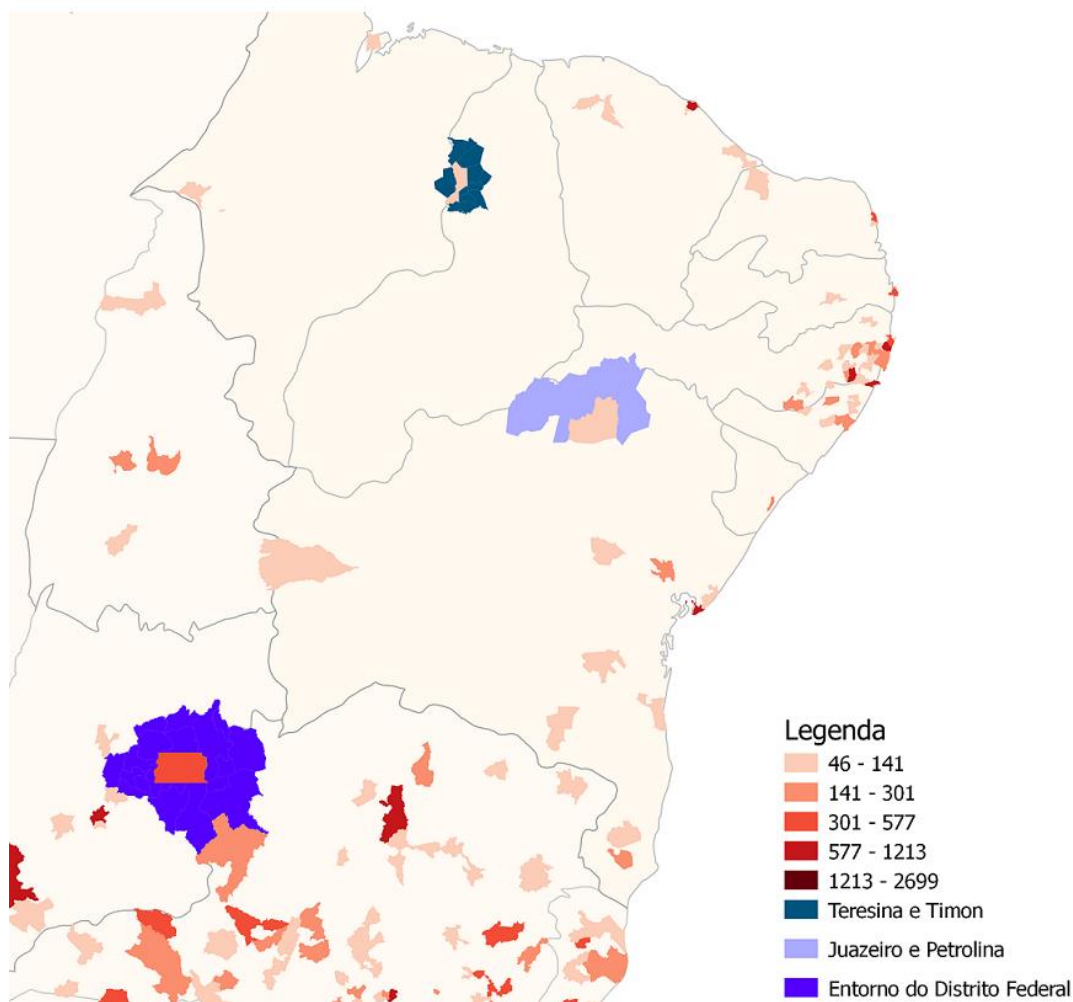 Legenda
46 - 141
141 - 301
301 - 577
577 - 1213
1213 - 2699
Teresina e Timon
Juazeiro e Petrolina
Entorno do Distrito Federal